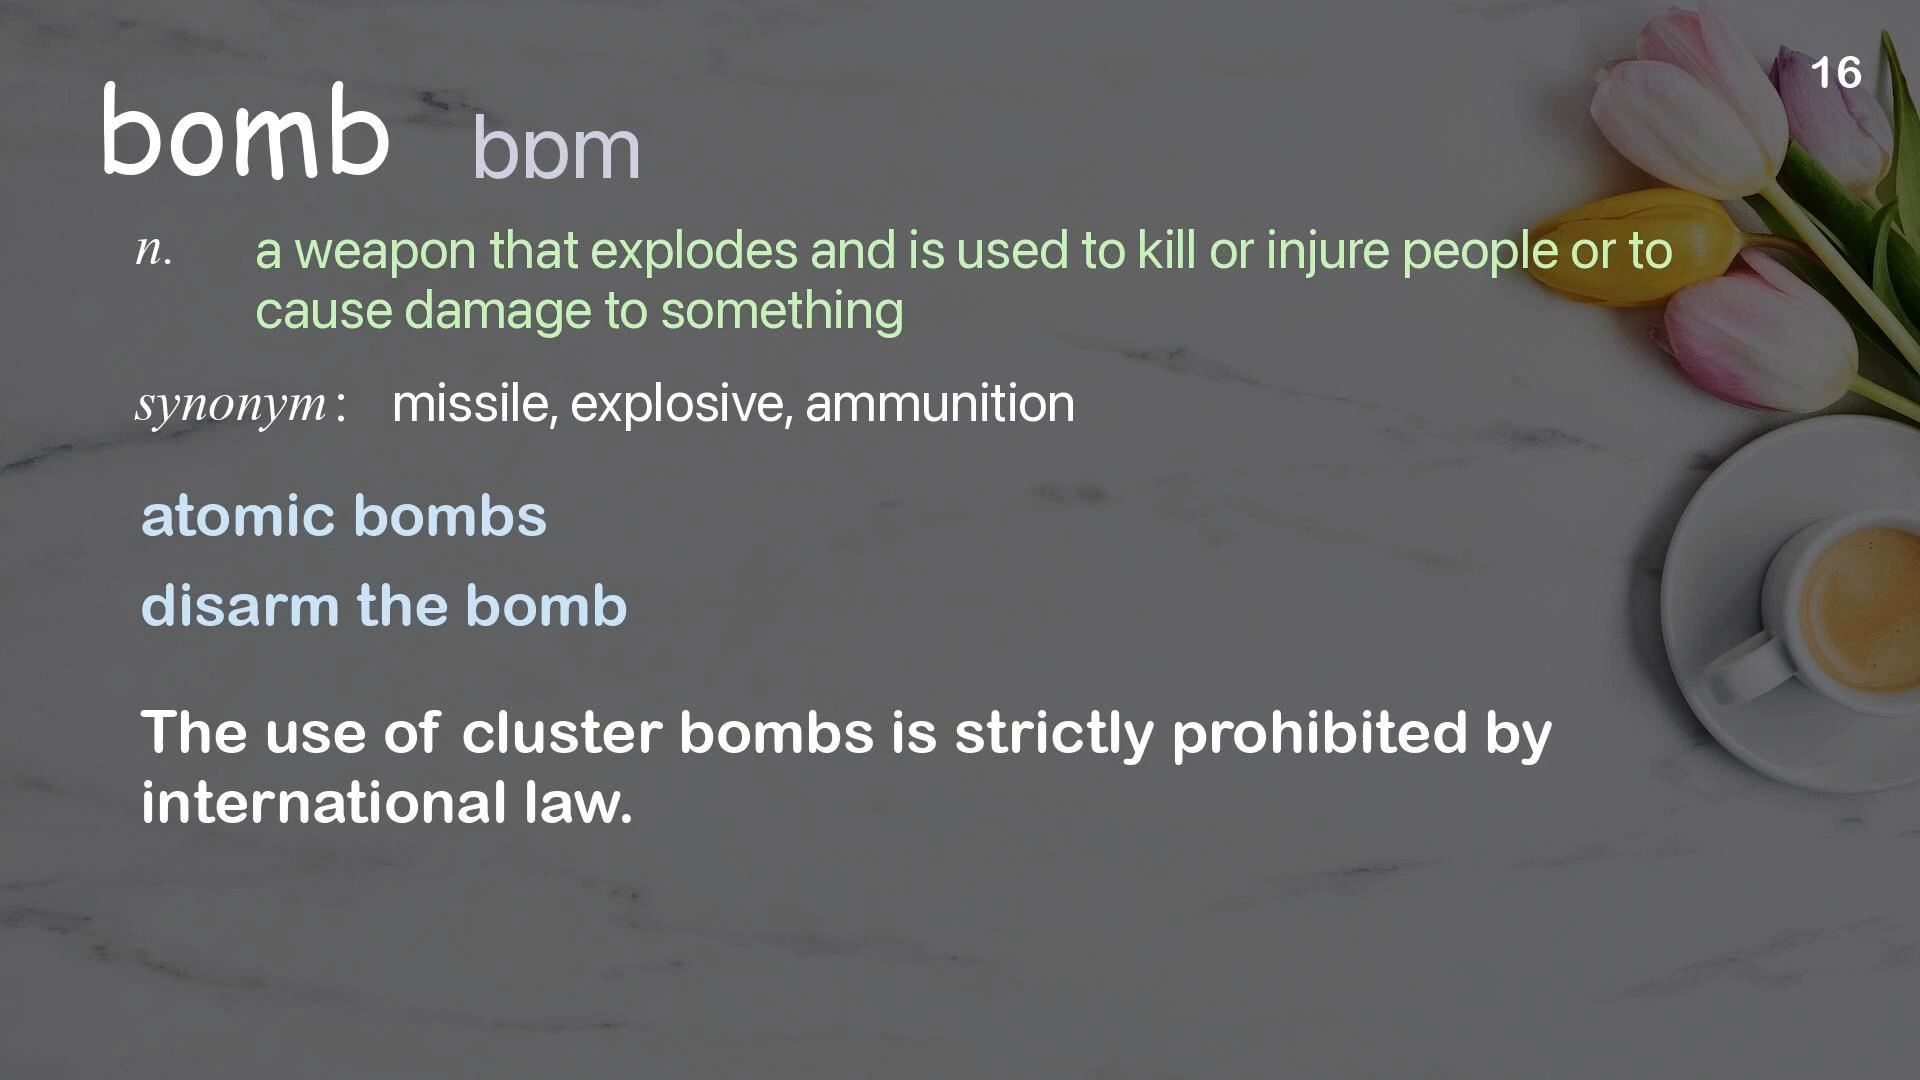 16
bomb bɒm
n. a weapon that explodes and is used to kill or injure people or to
cause damage to something
synonym: missile, explosive, ammunition
atomic bombs
disarm the bomb
The use of cluster bombs is strictly prohibited by
international law.